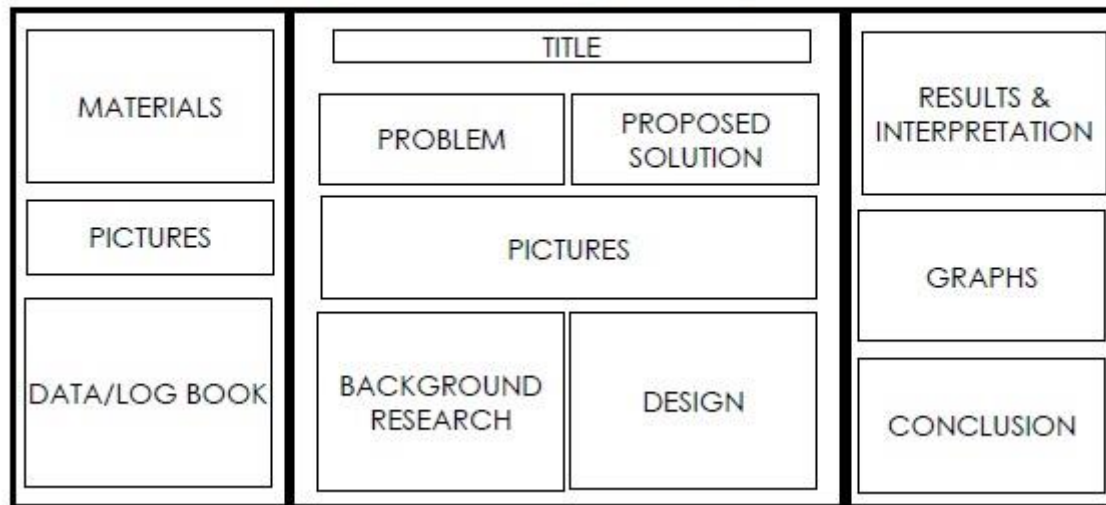 MATERIALS
PICTURES
DATA/LOG BOOK
TITLE
PROBLEM
PROPOSED
SOLUTION
PICTURES
BACKGROUND
RESEARCH
DESIGN
RESULTS &
INTERPRETATION
GRAPHS
CONCLUSION